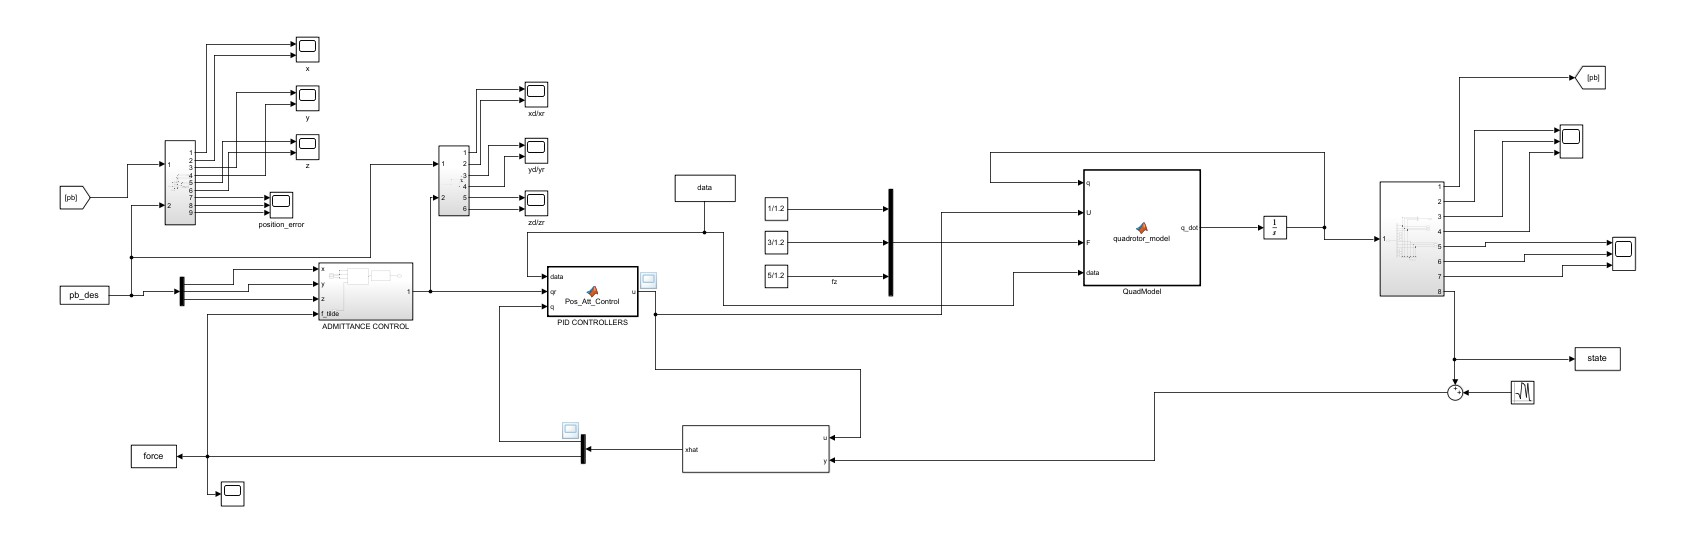 [pb]
1
2
1
2
3
4
5
6
7
8
9
x
y
z
position_error
pb_des
x
y
z
f_tilde
1
ADMITTANCE CONTROL
1
2
1
2
3
4
5
6
xd/xr
yd/yr
zd/zr
data
data
qr
q
Pos_Att_Control
u
PID CONTROLLERS
1/1.2
3/1.2
5/1.2
fz
q
U
F
data
quadrotor_model
q_dot
QuadModel
1
s
1
1
2
3
4
5
6
7
8
[pb]
state
+
+
force
xhat
u
y